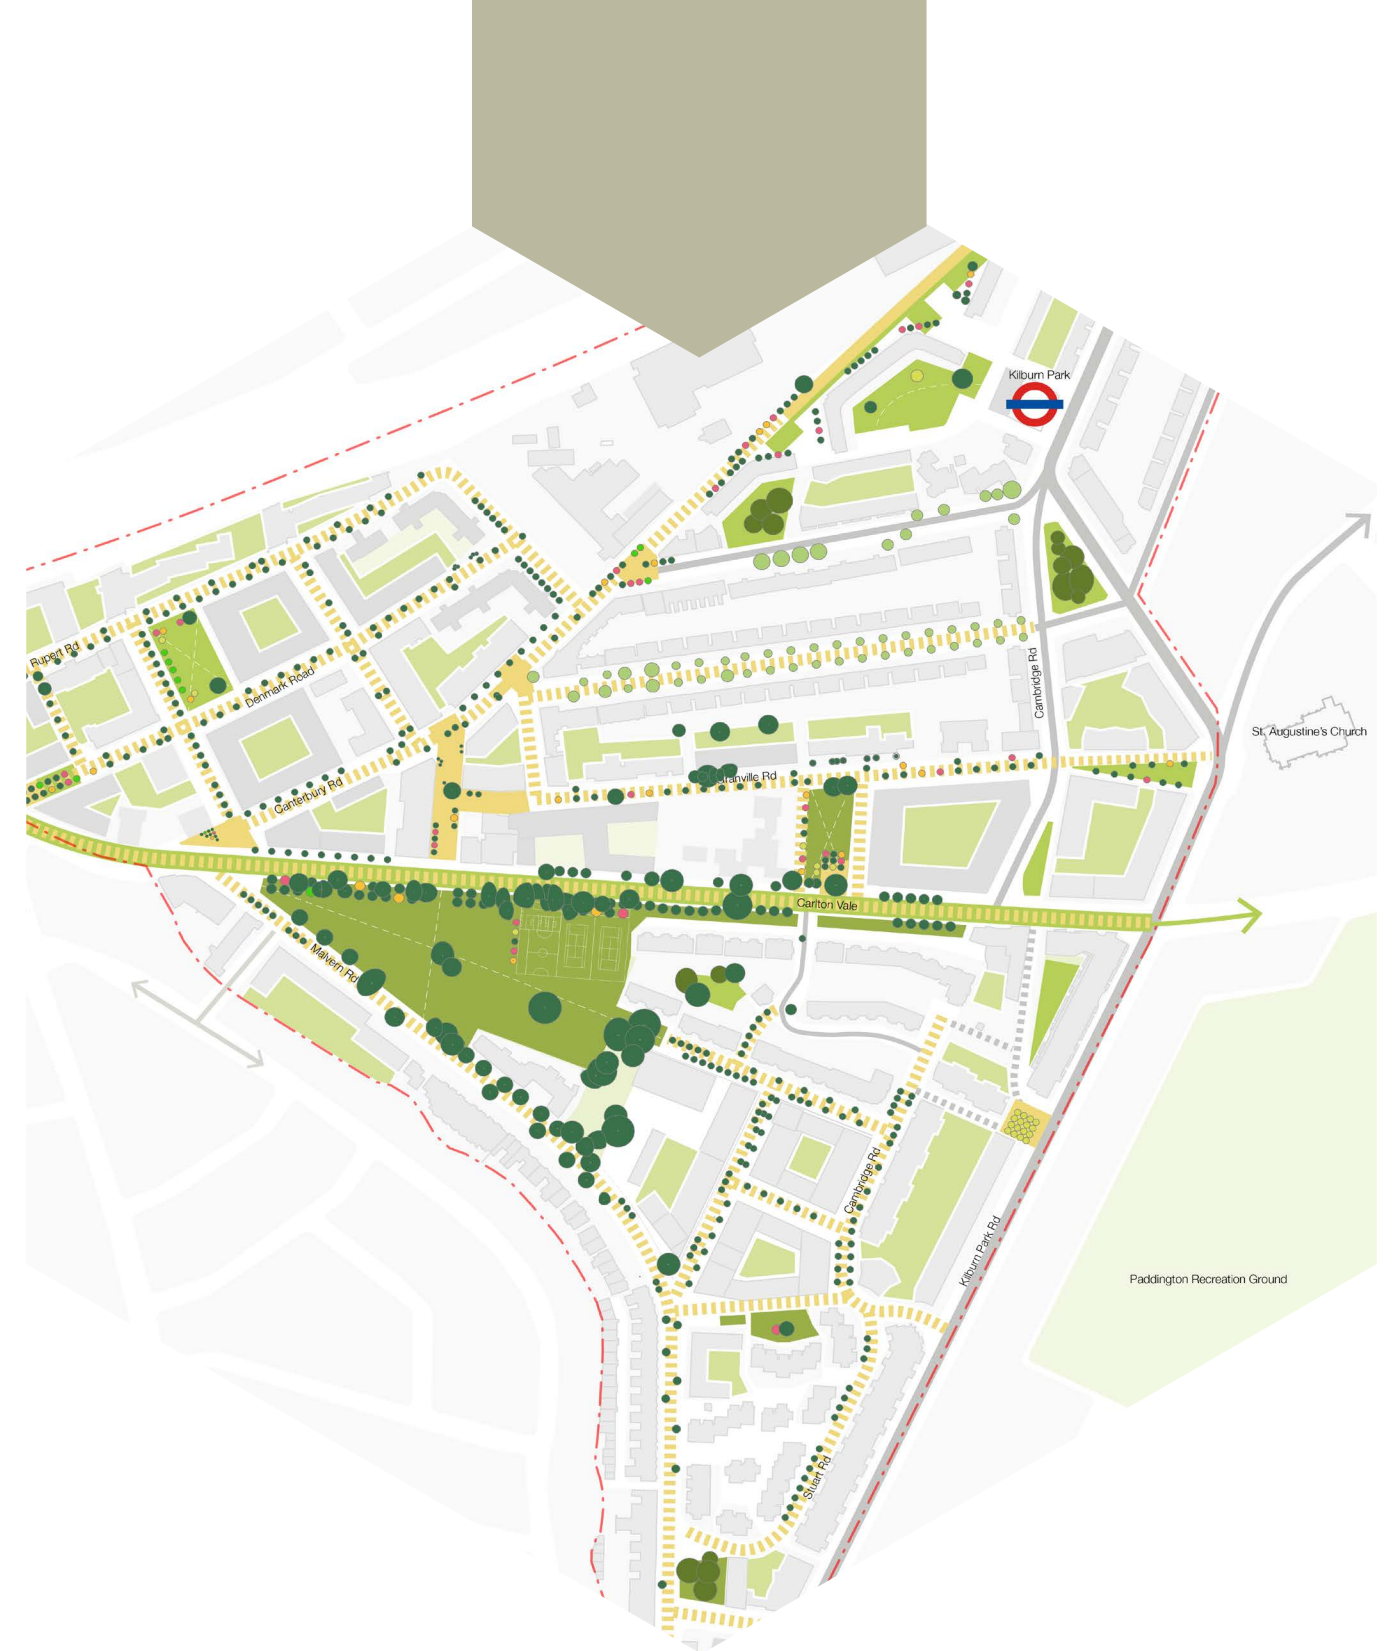 Kilburn Park
Rupert Rd
Denmark Road
Cambridge Rd
St. Augustine's Church
Granville Rd
Canterbury Rd
Carlton Vale
Malvern Rd
Cambridge Rd
Kilburn Park Rd
Paddington Recreation Ground
Stuart Rd